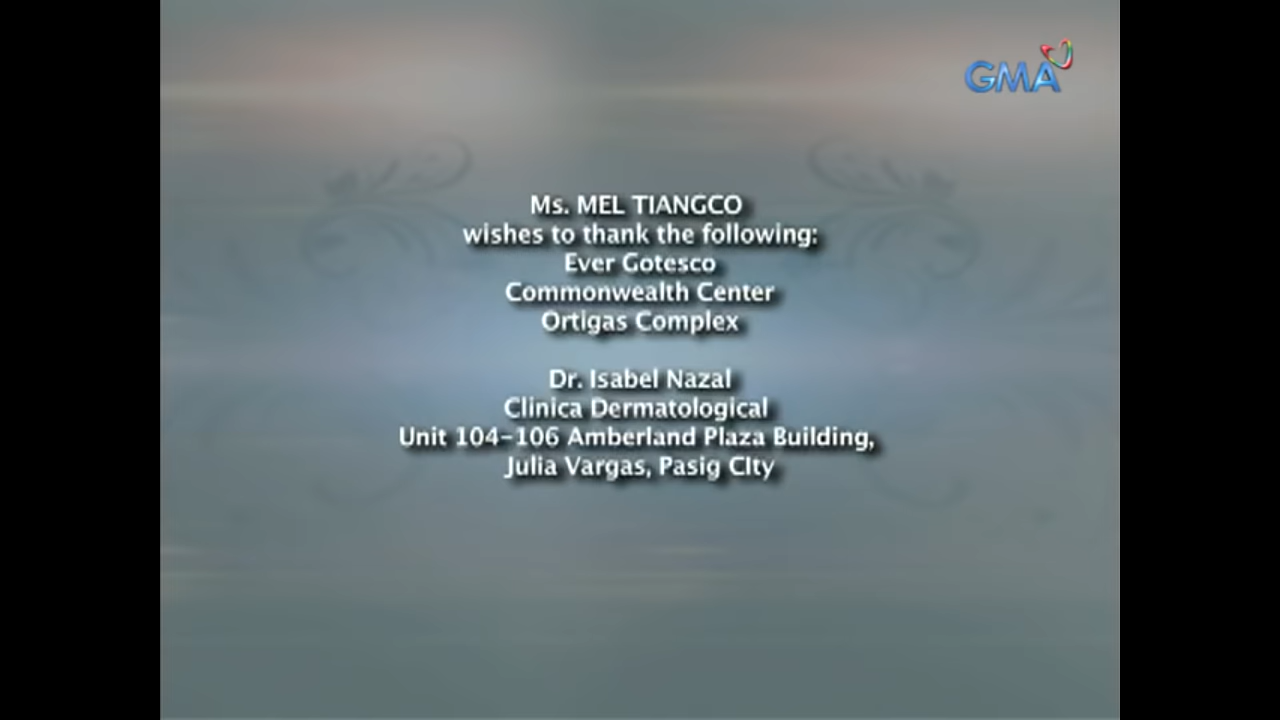 GMA
Ms. MEL TIANGCO
wishes to thank the following:
Ever Gotesco
Commonwealth Center
Ortigas Complex
Dr. Isabel Nazal
Clinica Dermatological
Unit 104-106 Amberland Plaza Building,
Julia Vargas, Pasig CIty